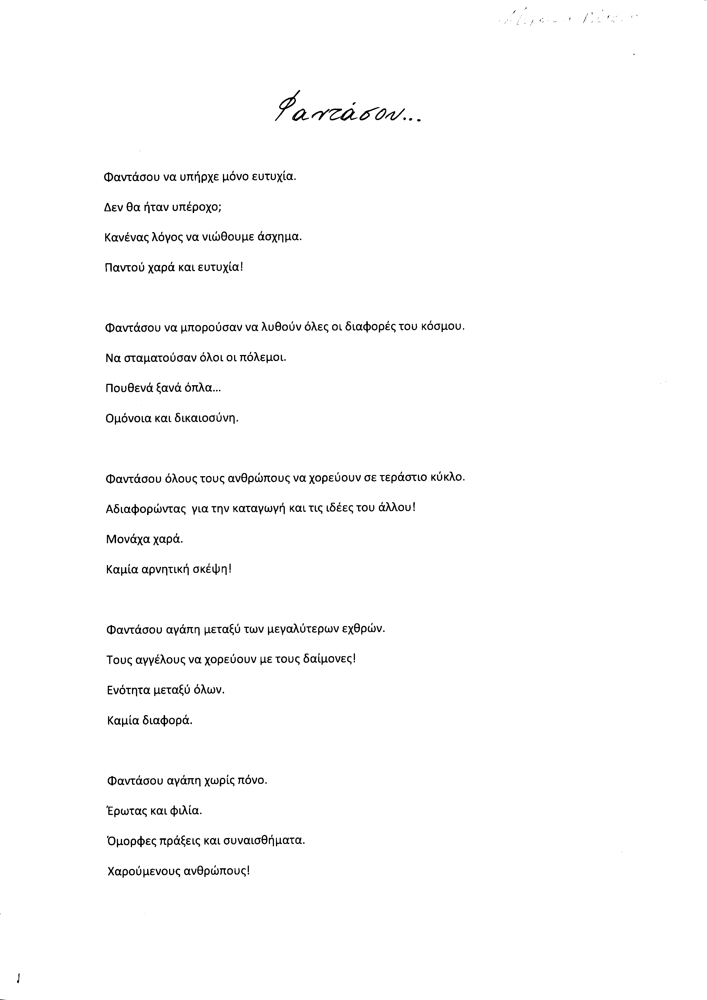 Φαντάσου...
Φαντάσου να υπήρχε μόνο ευτυχία.
Δεν θα ήταν υπέροχο;
Κανένας λόγος να νιώθουμε άσχημα.
Παντού χαρά και ευτυχία!
Φαντάσου να μπορούσαν να λυθούν όλες οι διαφορές του κόσμου.
Να σταματούσαν όλοι οι πόλεμοι.
Πουθενά ξανά όπλα...
Ομόνοια και δικαιοσύνη.
Φαντάσου όλους τους ανθρώπους να χορεύουν σε τεράστιο κύκλο.
Αδιαφορώντας για την καταγωγή και τις ιδέες του άλλου!
Μονάχα χαρά.
Καμία αρνητική σκέψη!
Φαντάσου αγάπη μεταξύ των μεγαλύτερων εχθρών.
Τους αγγέλους να χορεύουν με τους δαίμονες!
Ενότητα μεταξύ όλων.
Καμία διαφορά.
Φαντάσου αγάπη χωρίς πόνο.
Έρωτας και φιλία.
Όμορφες πράξεις και συναισθήματα.
Χαρούμενους ανθρώπους!